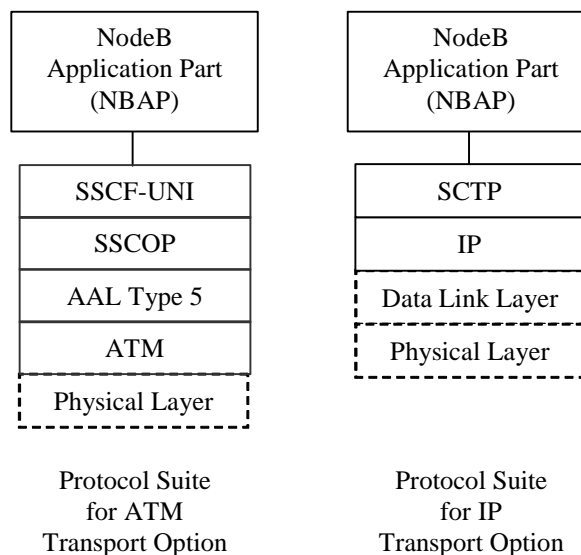 NodeB
Application Part
(NBAP)
SSCF-UNI
SSCOP
AAL Type 5
ATM
Physical Layer
Protocol Suite
for ATM
Transport Option
NodeB
Application Part
(NBAP)
SCTP
IP
Data Link Layer
Physical Layer
Protocol Suite
for IP
Transport Option